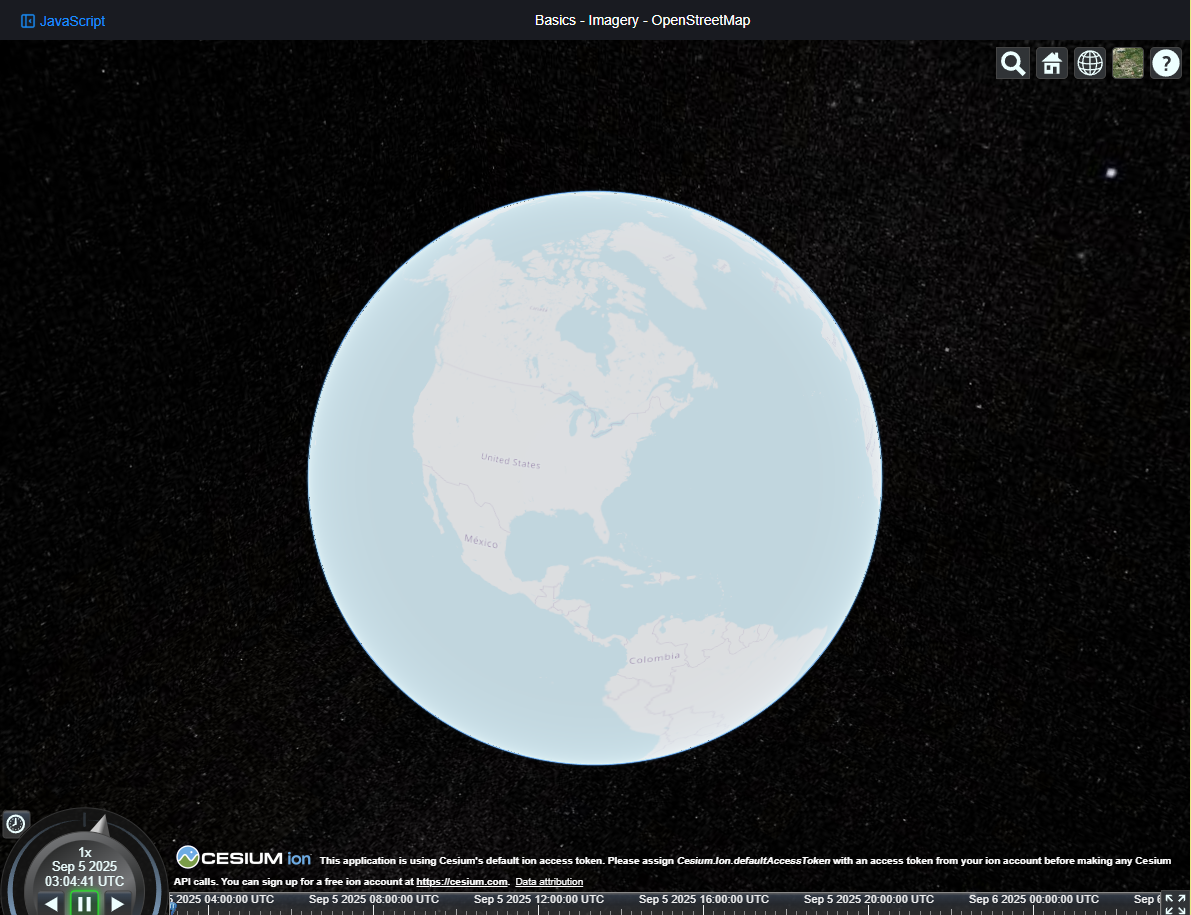 JavaScript
Basics - Imagery - OpenStreetMap
?
United States
México
Colombia
1x
Sep 5 2025
03:04:41 UTC
CESIUM ion This application is using Cesium's default ion access token. Please assign Cesium.Ion.defaultAccessToken with an access token from your ion account before making any Cesium
API calls. You can sign up for a free ion account at https://cesium.com. Data attribution
5 2025 04:00:00 UTC Sep 5 2025 08:00:00 UTC Sep 5 2025 12:00:00 UTC Sep 5 2025 16:00:00 UTC Sep 5 2025 20:00:00 UTC Sep 6 2025 00:00:00 UTC Sep 6